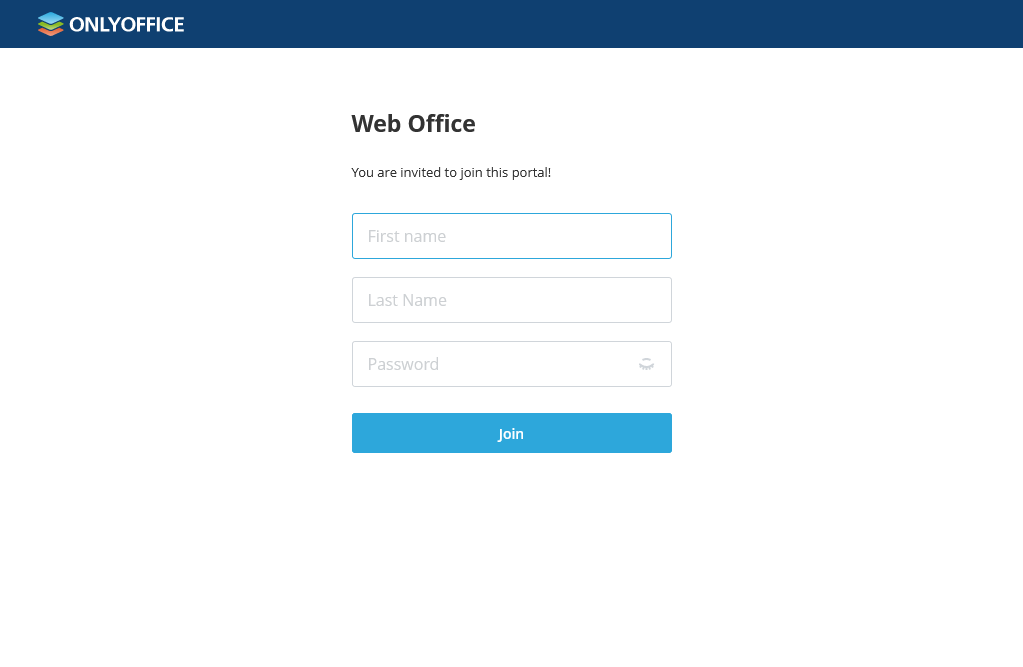 ONLYOFFICE
Web Office
You are invited to join this portal!
First name
Last Name
Password
Join